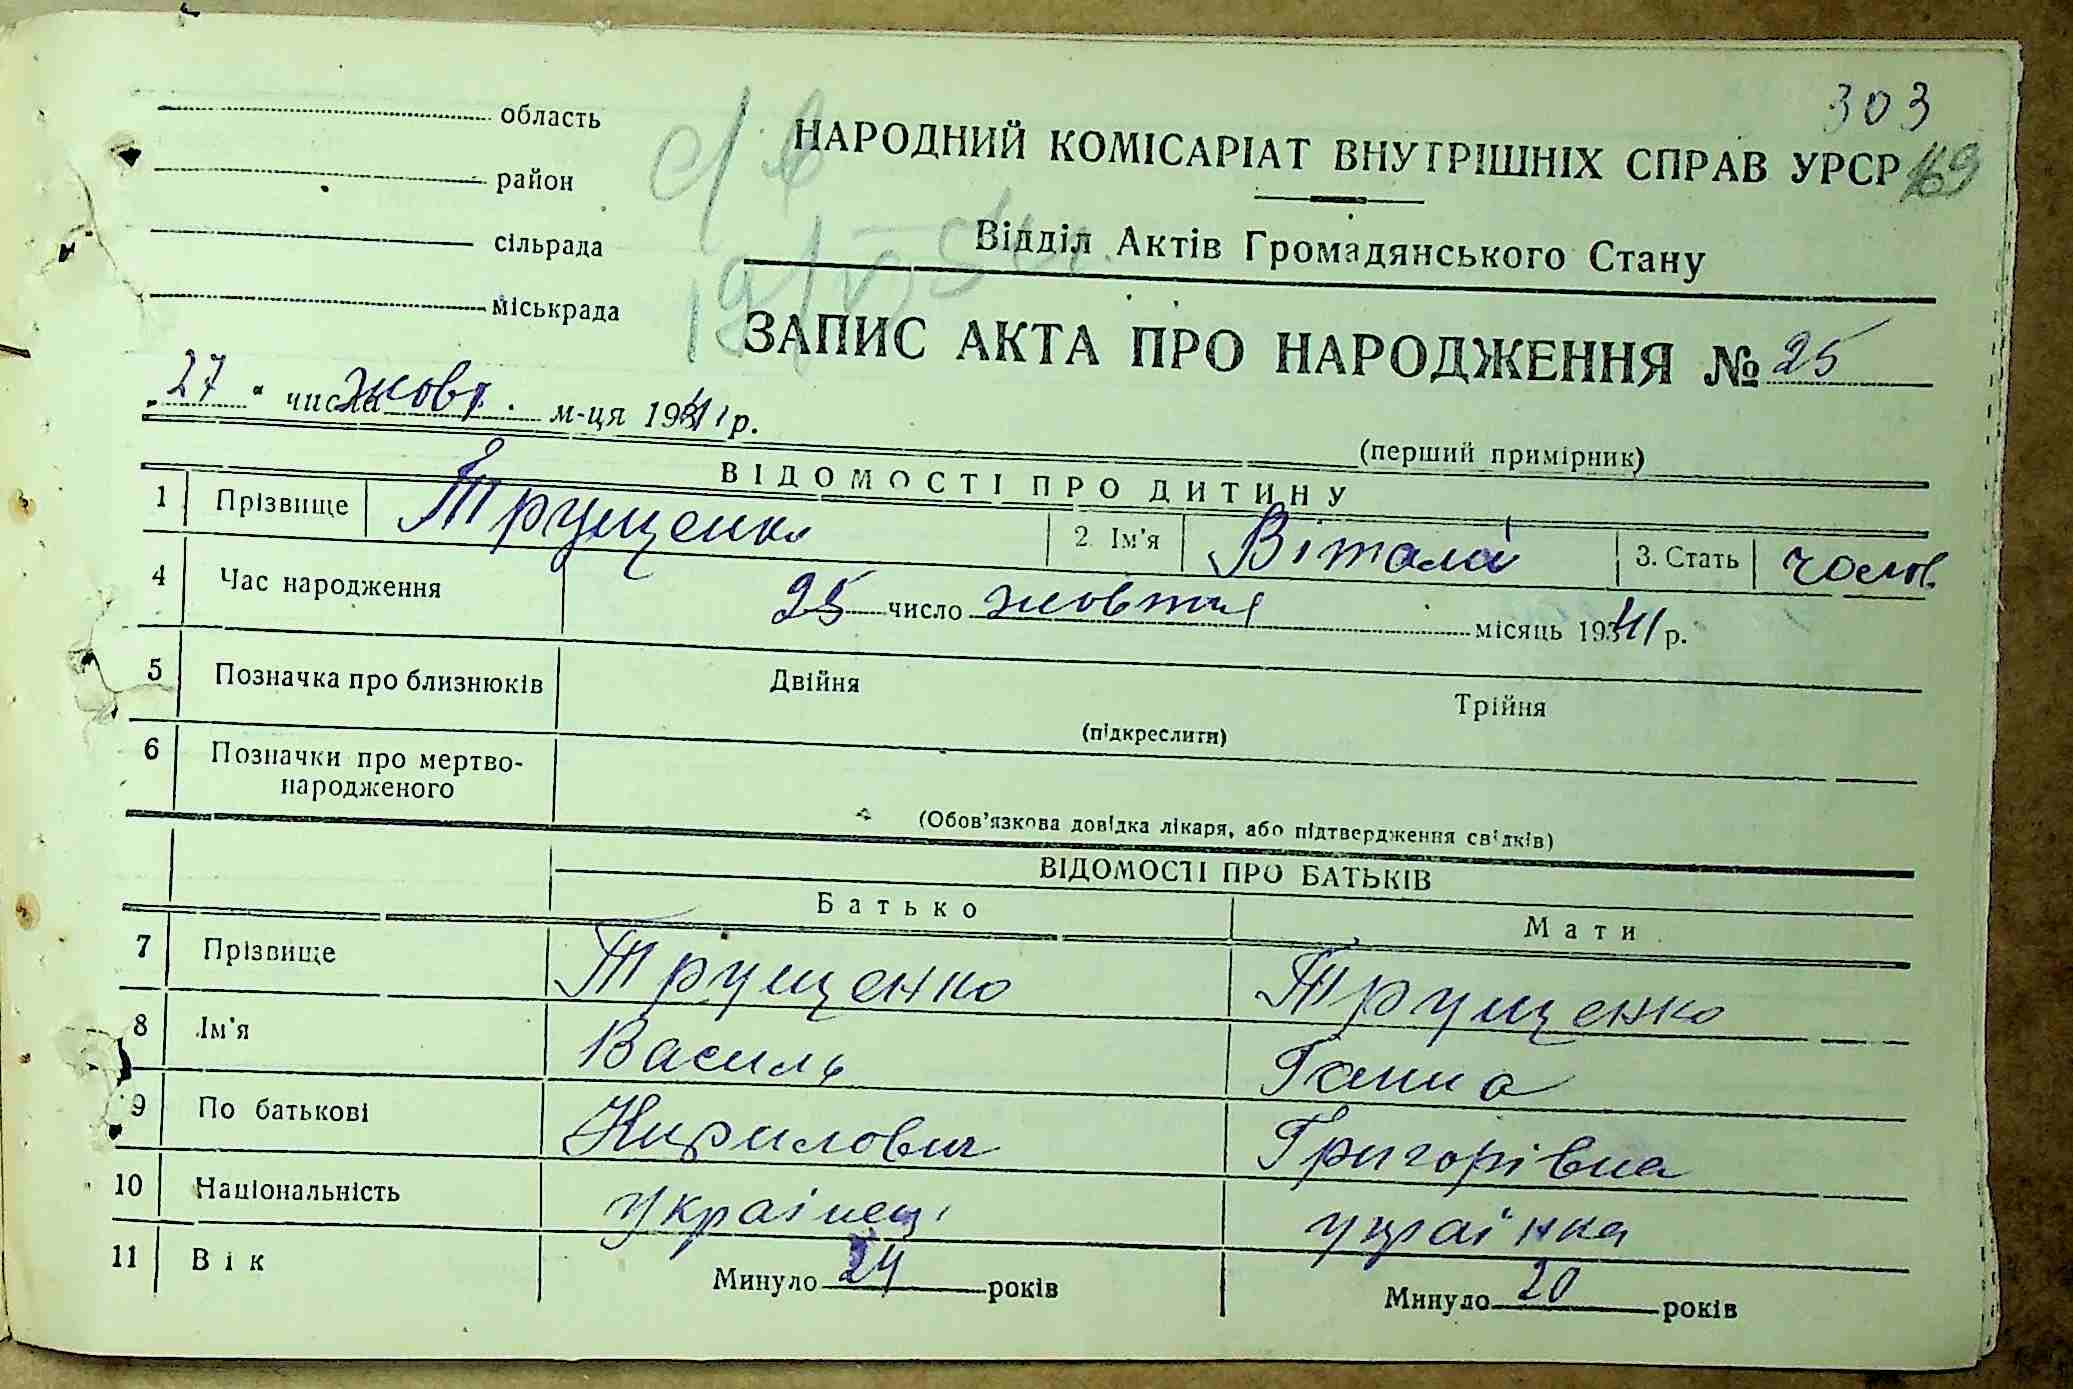 303
область
НАРОДНИЙ КОМІСАРІАТ ВНУТРІШНІХ СПРАВ УРСР 169
район
Відділ Актів Громадянського Стану
сільрада
міськрада
ЗАПИС АКТА ПРО НАРОДЖЕННЯ № 25
„27“ числа жовт. м-ця 1941 р.
(перший примірник)
ВІДОМОСТІ ПРО ДИТИНУ
1 Прізвище Трущенко 2. Ім'я Віталій 3. Стать чолов.
4 Час народження 25 число жовтня місяць 1941 р.
5 Позначка про близнюків Двійня Трійня
(підкреслити)
6 Позначки про мертво-
народженого
(Обов'язкова довідка лікаря, або підтвердження свідків)
ВІДОМОСТІ ПРО БАТЬКІВ
Батько Мати
7 Прізвище Трущенко Трущенко
8 Ім'я Василь Ганна
9 По батькові Кирилович Григорівна
10 Національність українець українка
11 Вік Минуло 24 років Минуло 20 років